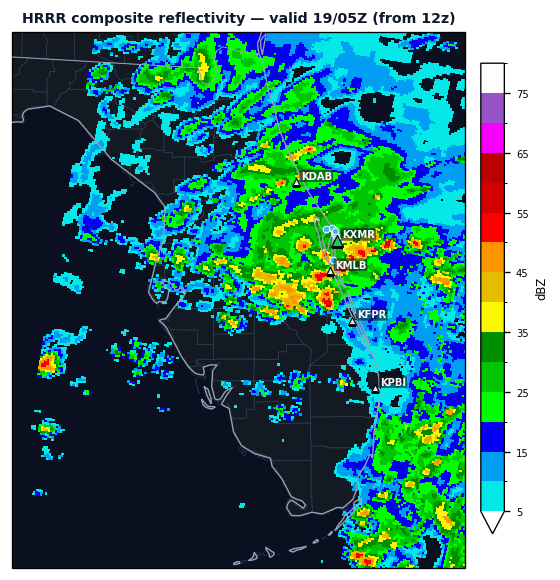 HRRR composite reflectivity — valid 19/05Z (from 12z)
KDAB
KXMR
KMLB
KFPR
KPBI
75
65
55
45
35
25
15
5
dBZ